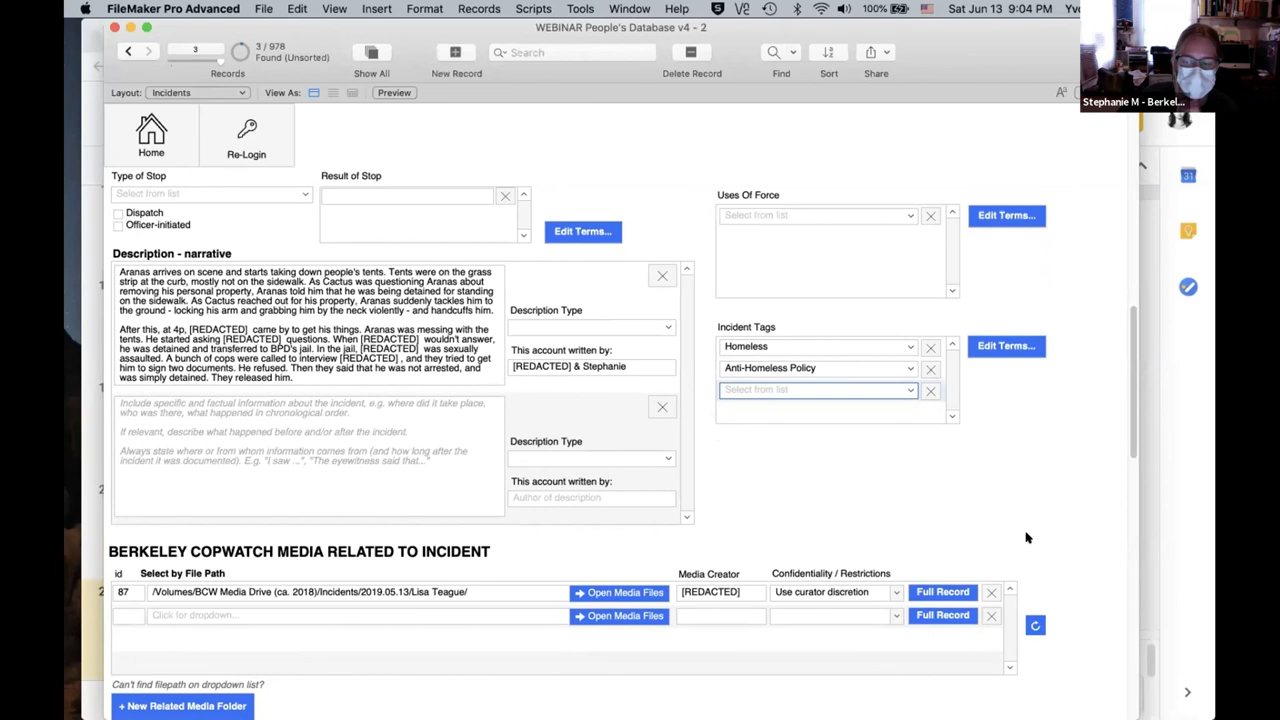 FileMaker Pro Advanced File Edit View Insert Format Records Scripts Tools Window Help 100% Sat Jun 13 9:04 PM Yv
WEBINAR People's Database v4 - 2
3
3 / 978
Found (Unsorted)
Search
Records
Show All
New Record
Delete Record
Find
Sort
Share
Stephanie M - Berkel...
Layout: Incidents View As: Preview
Home
Re-Login
Type of Stop
Select from list
Dispatch
Officer-initiated
Result of Stop
Edit Terms...
Uses Of Force
Select from list
Edit Terms...
31
Description - narrative
Aranas arrives on scene and starts taking down people's tents. Tents were on the grass
strip at the curb, mostly not on the sidewalk. As Cactus was questioning Aranas about
removing his personal property, Aranas told him that he was being detained for standing
on the sidewalk. As Cactus reached out for his property, Aranas suddenly tackles him to
the ground - locking his arm and grabbing him by the neck violently - and handcuffs him.
After this, at 4p, [REDACTED] came by to get his things. Aranas was messing with the
tents. He started asking [REDACTED] questions. When [REDACTED] wouldn't answer,
he was detained and transferred to BPD's jail. In the jail, [REDACTED] was sexually
assaulted. A bunch of cops were called to interview [REDACTED] , and they tried to get
him to sign two documents. He refused. Then they said that he was not arrested, and
was simply detained. They released him.
Description Type
This account written by:
[REDACTED] & Stephanie
Incident Tags
Homeless
Anti-Homeless Policy
Select from list
Edit Terms...
Include specific and factual information about the incident, e.g. where did it take place,
who was there, what happened in chronological order.
If relevant, describe what happened before and/or after the incident.
Always state where or from whom information comes from (and how long after the
incident it was documented). E.g. "I saw ...", "The eyewitness said that..."
Description Type
This account written by:
Author of description
BERKELEY COPWATCH MEDIA RELATED TO INCIDENT
id Select by File Path Media Creator Confidentiality / Restrictions
87 /Volumes/BCW Media Drive (ca. 2018)/Incidents/2019.05.13/Lisa Teague/ Open Media Files [REDACTED] Use curator discretion Full Record
Click for dropdown... Open Media Files Full Record
Can't find filepath on dropdown list?
+ New Related Media Folder